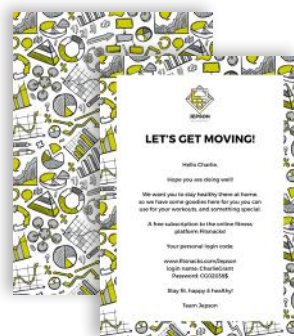 JEPSON
LET'S GET MOVING!
Hello Charlie,
Hope you are doing well!
We want you to stay healthy there at home,
so we have some goodies here for you you can
use for your workouts, and something special:
A free subscription to the online fitness
platform Fitsnacks!
Your personal login code:
www.fitsnacks.com/Jepson
login name: CharlieGrant
Password:
Stay fit, happy & healthy!
Team Jepson